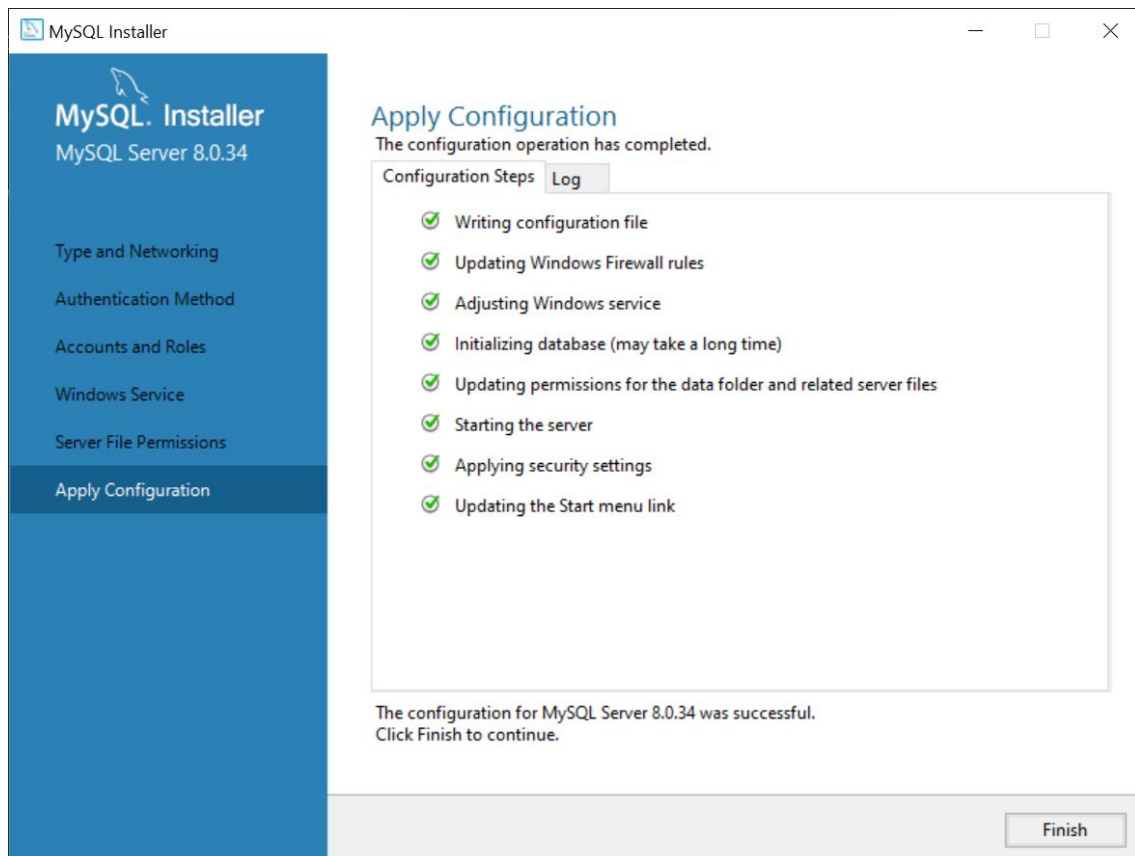 MySQL Installer
MySQL. Installer
MySQL Server 8.0.34
Type and Networking
Authentication Method
Accounts and Roles
Windows Service
Server File Permissions
Apply Configuration
Apply Configuration
The configuration operation has completed.
Configuration Steps Log
Writing configuration file
Updating Windows Firewall rules
Adjusting Windows service
Initializing database (may take a long time)
Updating permissions for the data folder and related server files
Starting the server
Applying security settings
Updating the Start menu link
The configuration for MySQL Server 8.0.34 was successful.
Click Finish to continue.
Finish